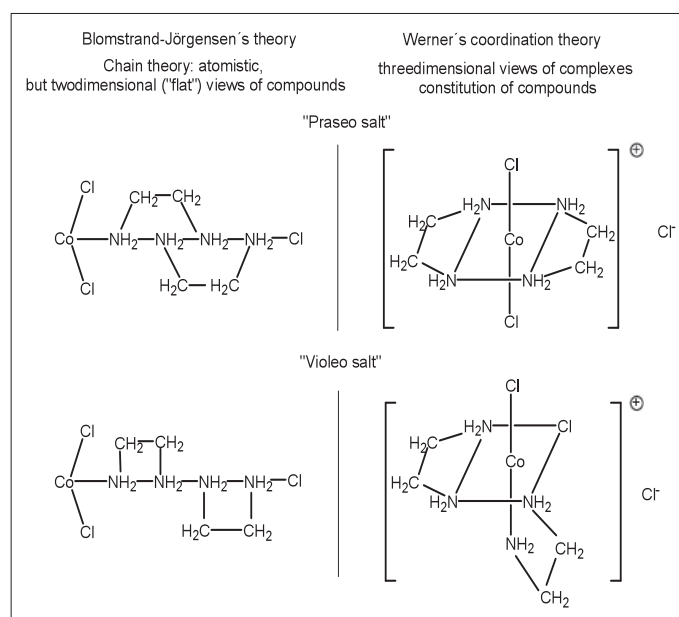 Blomstrand-Jörgensen´s theory
Chain theory: atomistic,
but twodimensional ("flat") views of compounds
Werner´s coordination theory
threedimensional views of complexes
constitution of compounds
"Praseo salt"
Cl
CH₂ CH₂
Co NH₂ NH₂ NH₂ NH₂ Cl
H₂C H₂C
Cl
Cl
H₂N NH₂
H₂C CH₂
Co
H₂C CH₂
H₂N NH₂
Cl
⊕
Cl⁻
"Violeo salt"
Cl
CH₂ CH₂
Co NH₂ NH₂ NH₂ NH₂ Cl
H₂C CH₂
Cl
Cl
H₂N Cl
H₂C
Co
H₂C
H₂N NH₂
NH₂ CH₂
CH₂
⊕
Cl⁻